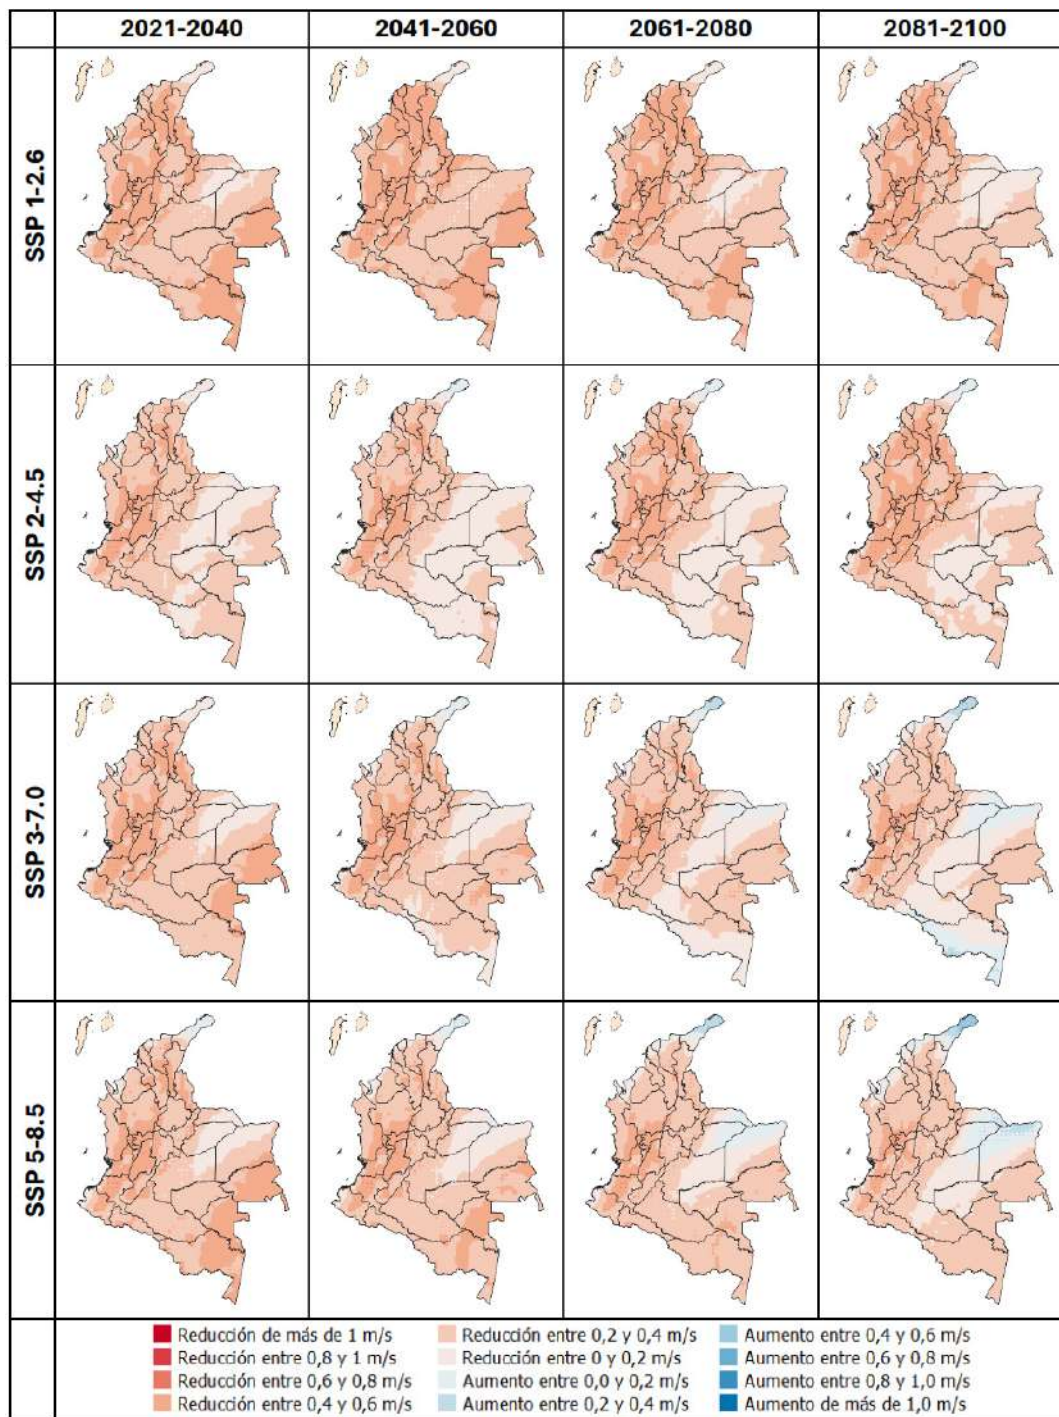 2021-2040 2041-2060 2061-2080 2081-2100
SSP 1-2.6
SSP 2-4.5
SSP 3-7.0
SSP 5-8.5
Reducción de más de 1 m/s Reducción entre 0,2 y 0,4 m/s Aumento entre 0,4 y 0,6 m/s
Reducción entre 0,8 y 1 m/s Reducción entre 0 y 0,2 m/s Aumento entre 0,6 y 0,8 m/s
Reducción entre 0,6 y 0,8 m/s Aumento entre 0,0 y 0,2 m/s Aumento entre 0,8 y 1,0 m/s
Reducción entre 0,4 y 0,6 m/s Aumento entre 0,2 y 0,4 m/s Aumento de más de 1,0 m/s